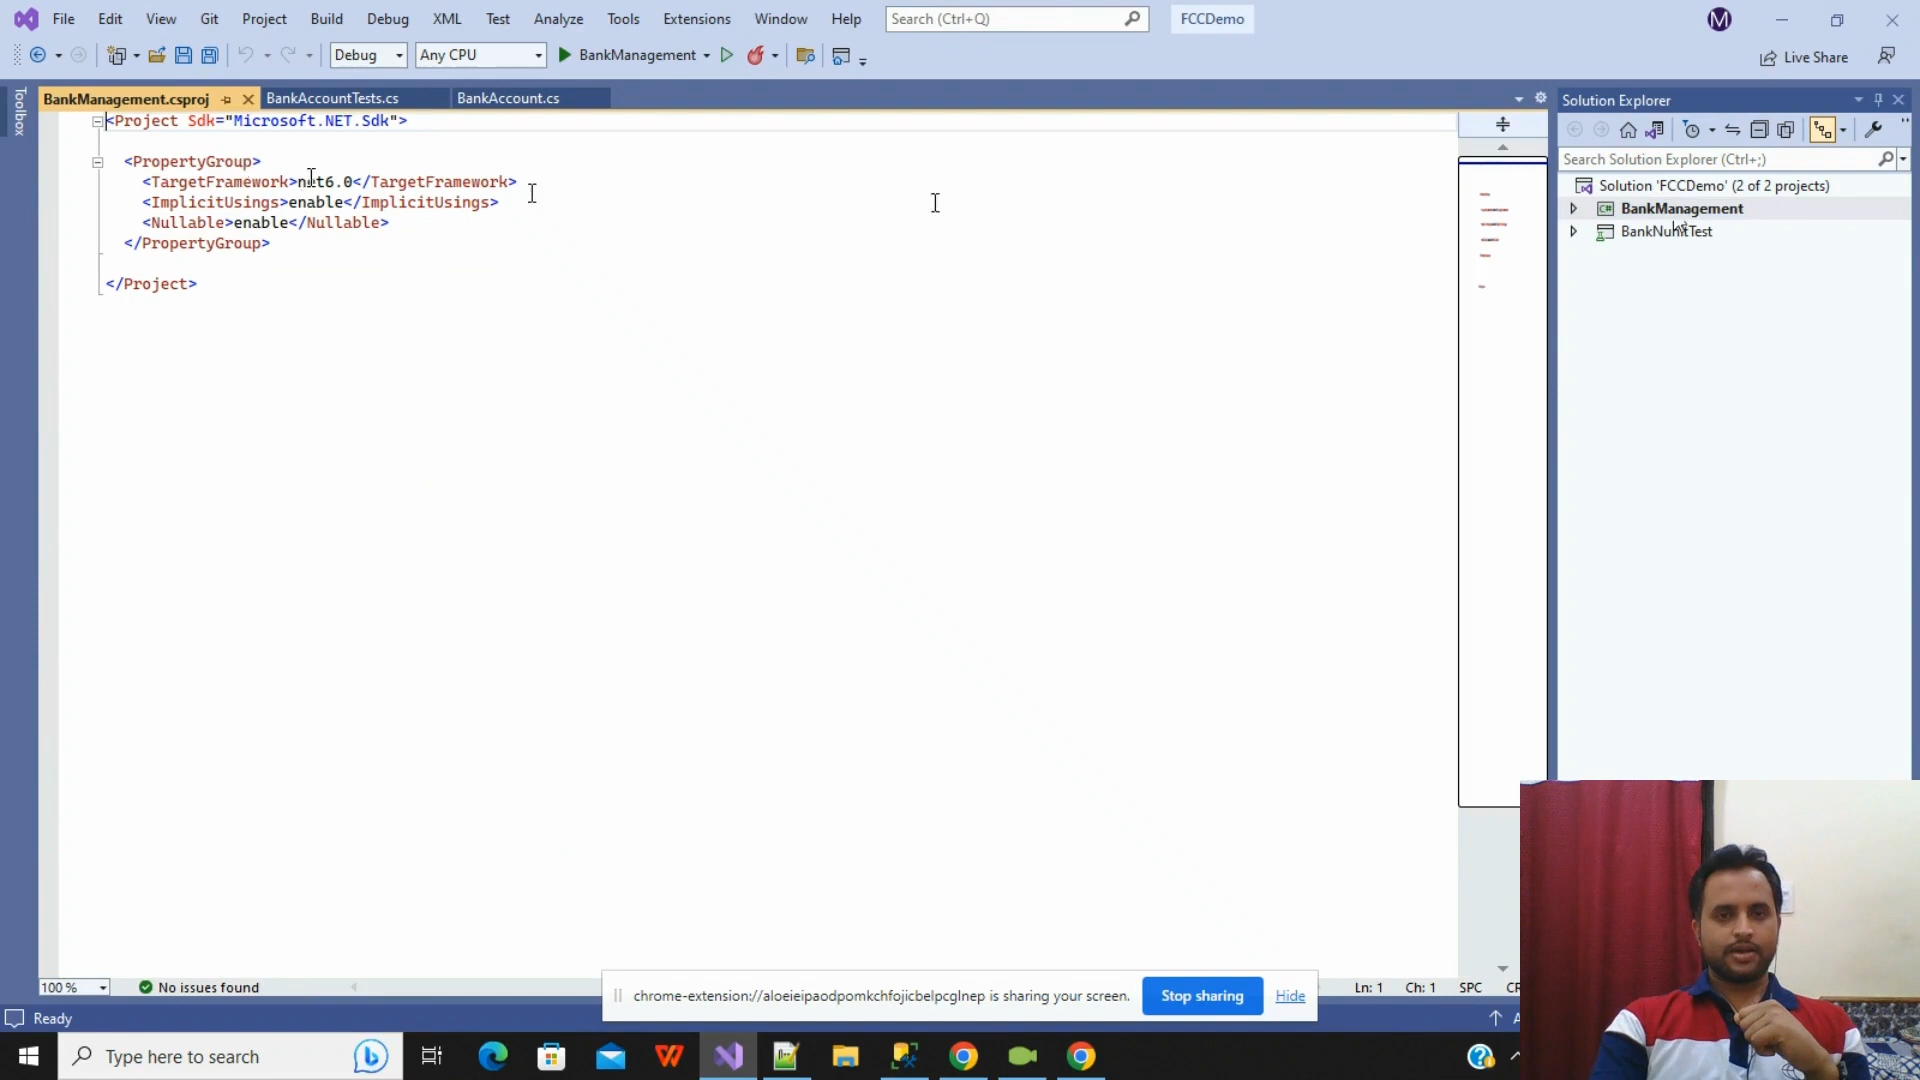 File Edit View Git Project Build Debug XML Test Analyze Tools Extensions Window Help Search (Ctrl+Q) FCCDemo M
Debug Any CPU BankManagement Live Share
Toolbox
BankManagement.csproj BankAccountTests.cs BankAccount.cs
<Project Sdk="Microsoft.NET.Sdk">
<PropertyGroup>
<TargetFramework>net6.0</TargetFramework>
<ImplicitUsings>enable</ImplicitUsings>
<Nullable>enable</Nullable>
</PropertyGroup>
</Project>
Solution Explorer
Search Solution Explorer (Ctrl+;)
Solution 'FCCDemo' (2 of 2 projects)
BankManagement
BankNunitTest
100 % No issues found
Ln: 1 Ch: 1 SPC
chrome-extension://aloeieipaodpomkchfojicbelpcglnep is sharing your screen. Stop sharing Hide
Ready
Type here to search